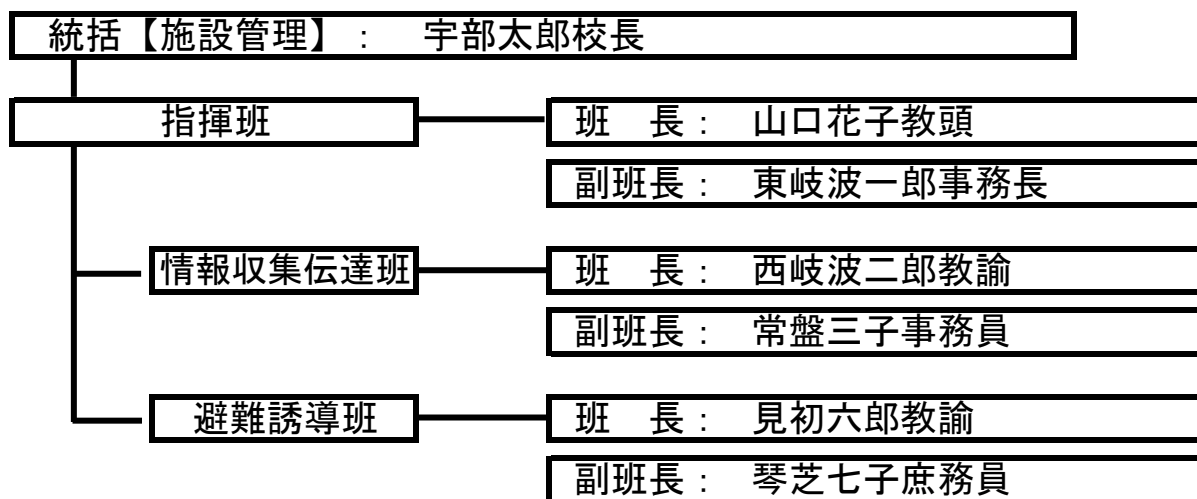 統括【施設管理】： 宇部太郎校長
指揮班
班　長： 山口花子教頭
副班長： 東岐波一郎事務長
情報収集伝達班
班　長： 西岐波二郎教諭
副班長： 常盤三子事務員
避難誘導班
班　長： 見初六郎教諭
副班長： 琴芝七子庶務員